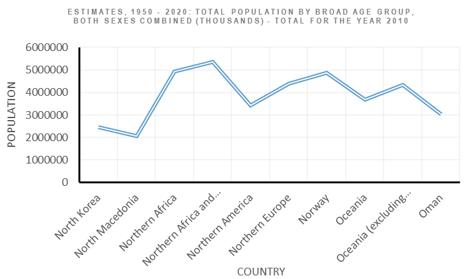 ESTIMATES, 1950 - 2020: TOTAL POPULATION BY BROAD AGE GROUP,
BOTH SEXES COMBINED (THOUSANDS) - TOTAL FOR THE YEAR 2010
POPULATION
6000000
5000000
4000000
3000000
2000000
1000000
0
North Korea
North Macedonia
Northern Africa
Northern Africa and...
Northern America
Northern Europe
Norway
Oceania
Oceania (excluding...
Oman
COUNTRY